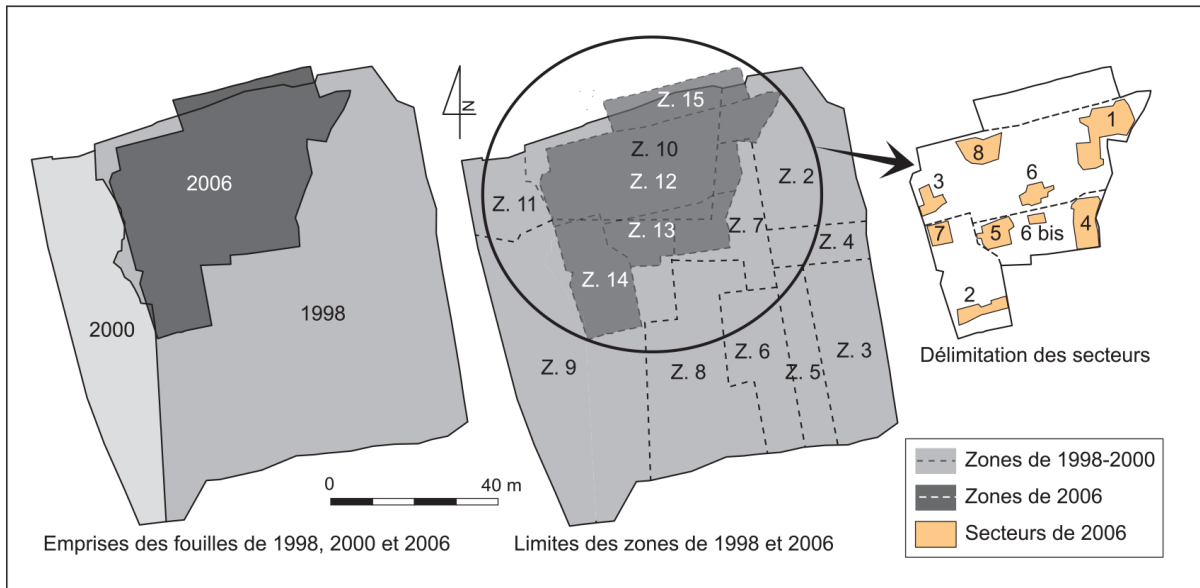 2006
2000
1998
Emprises des fouilles de 1998, 2000 et 2006
N
0 40 m
Z. 15
Z. 10
Z. 12
Z. 2
Z. 11
Z. 13
Z. 7
Z. 4
Z. 14
Z. 6
Z. 3
Z. 9
Z. 8
Z. 5
Limites des zones de 1998 et 2006
1
8
3
6
7
5
6 bis
4
2
Délimitation des secteurs
Zones de 1998-2000
Zones de 2006
Secteurs de 2006